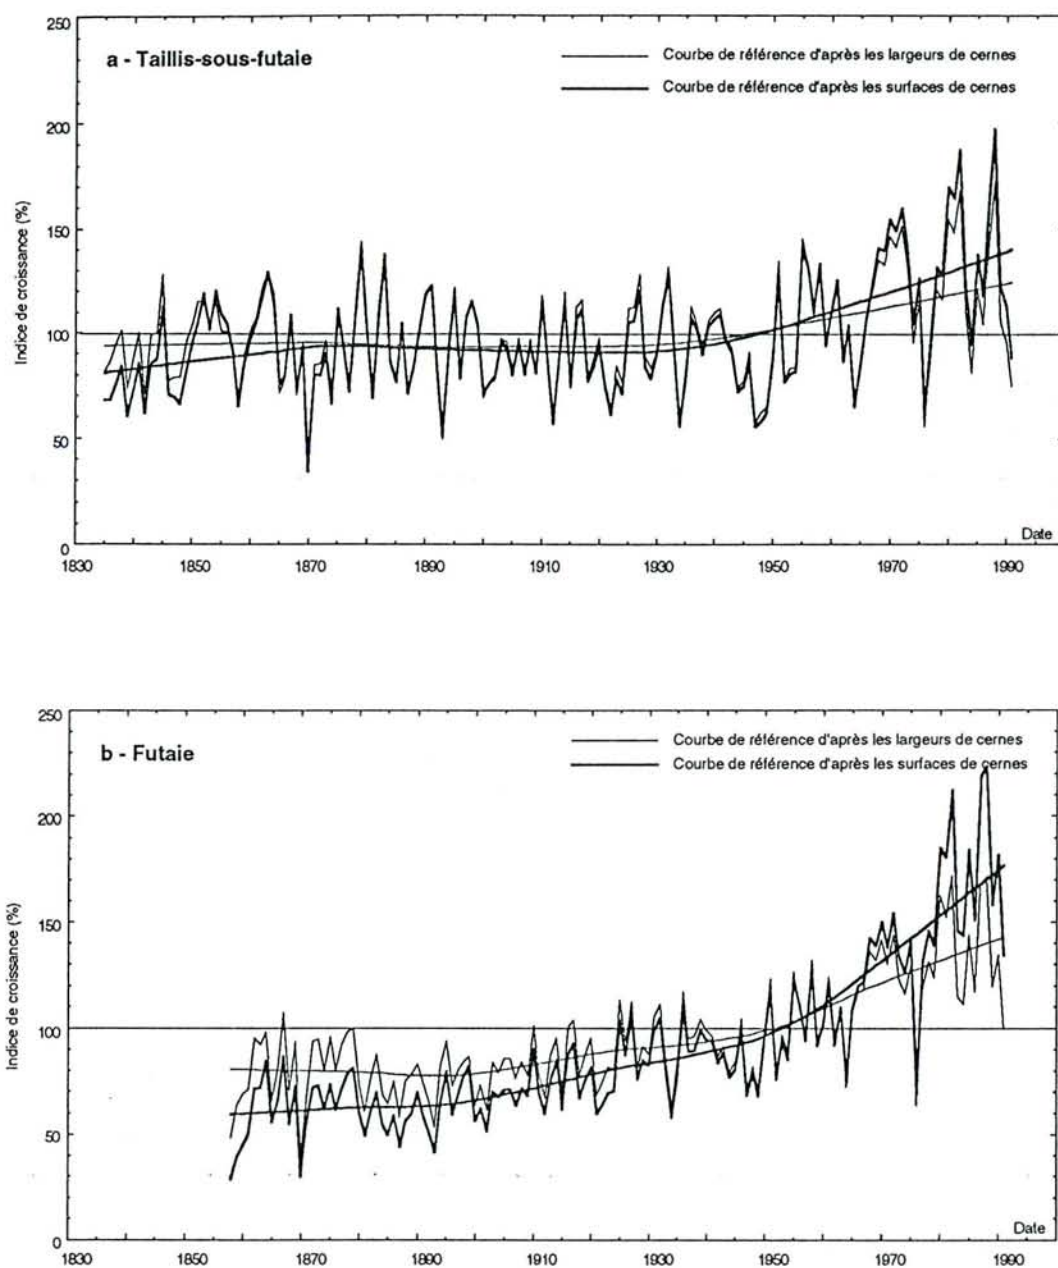 250
a - Taillis-sous-futaie
Courbe de référence d'après les largeurs de cernes
Courbe de référence d'après les surfaces de cernes
200
150
100
50
0
Indice de croissance (%)
Date
1830 1850 1870 1890 1910 1930 1950 1970 1990
250
b - Futaie
Courbe de référence d'après les largeurs de cernes
Courbe de référence d'après les surfaces de cernes
200
150
100
50
0
Indice de croissance (%)
Date
1830 1850 1870 1890 1910 1930 1950 1970 1990